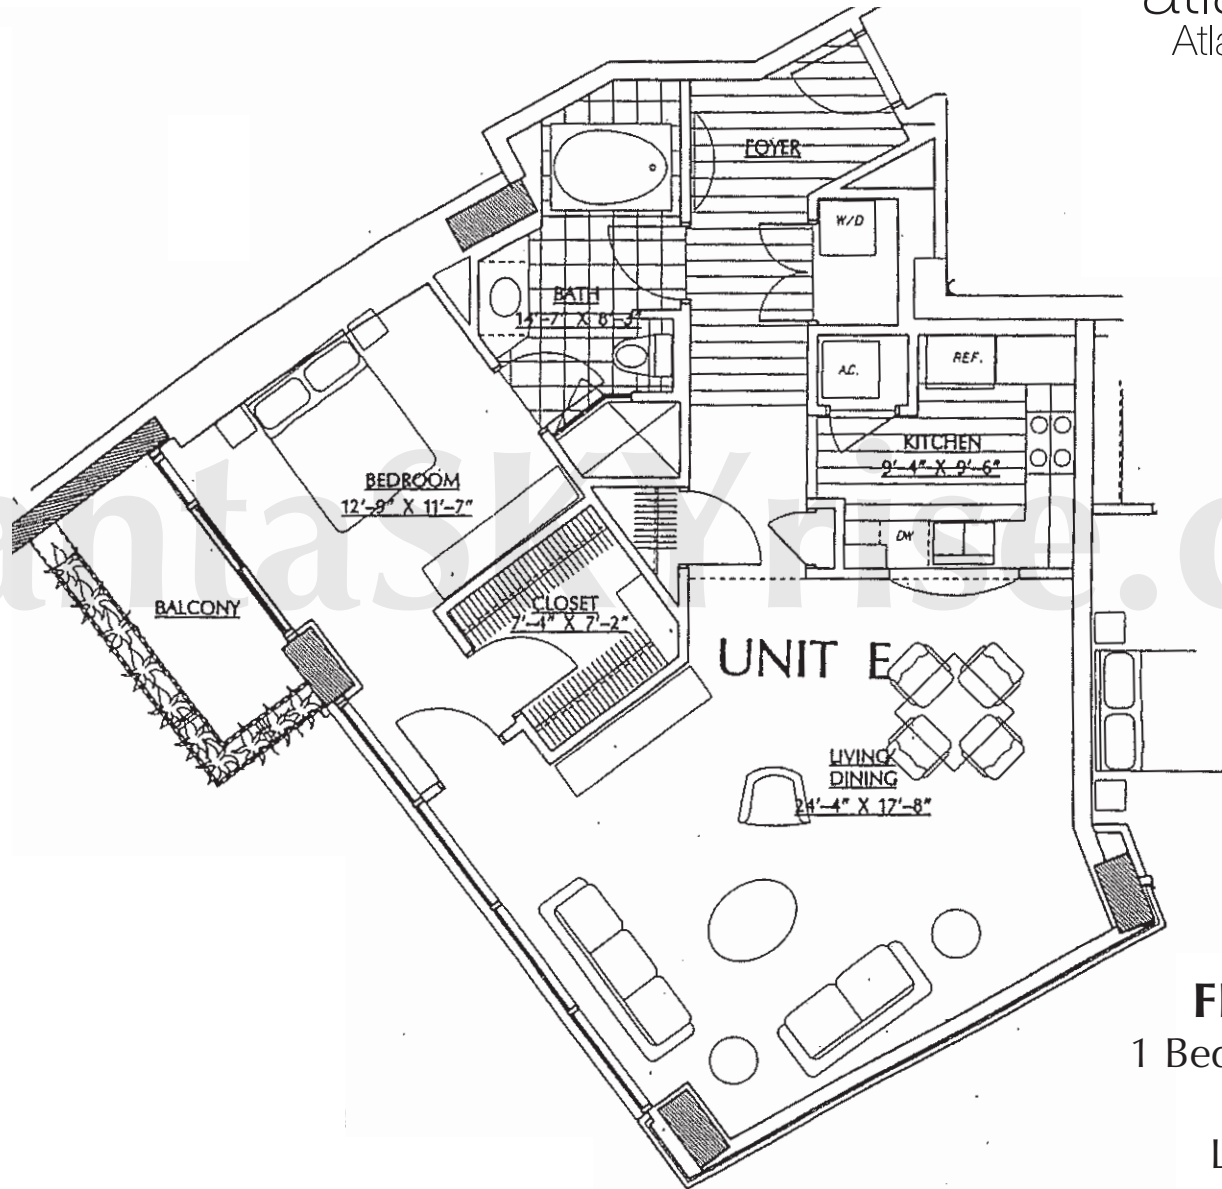 Atla
FOYER
W/D
BATH
14'-7" X 8'-3"
A.C.
REF.
KITCHEN
9'-4" X 9'-6"
BEDROOM
12'-9" X 11'-7"
DW
antaSKYrise.c
CLOSET
7'-4" X 7'-2"
BALCONY
UNIT E
LIVING/
DINING
24'-4" X 17'-8"
1 Bed